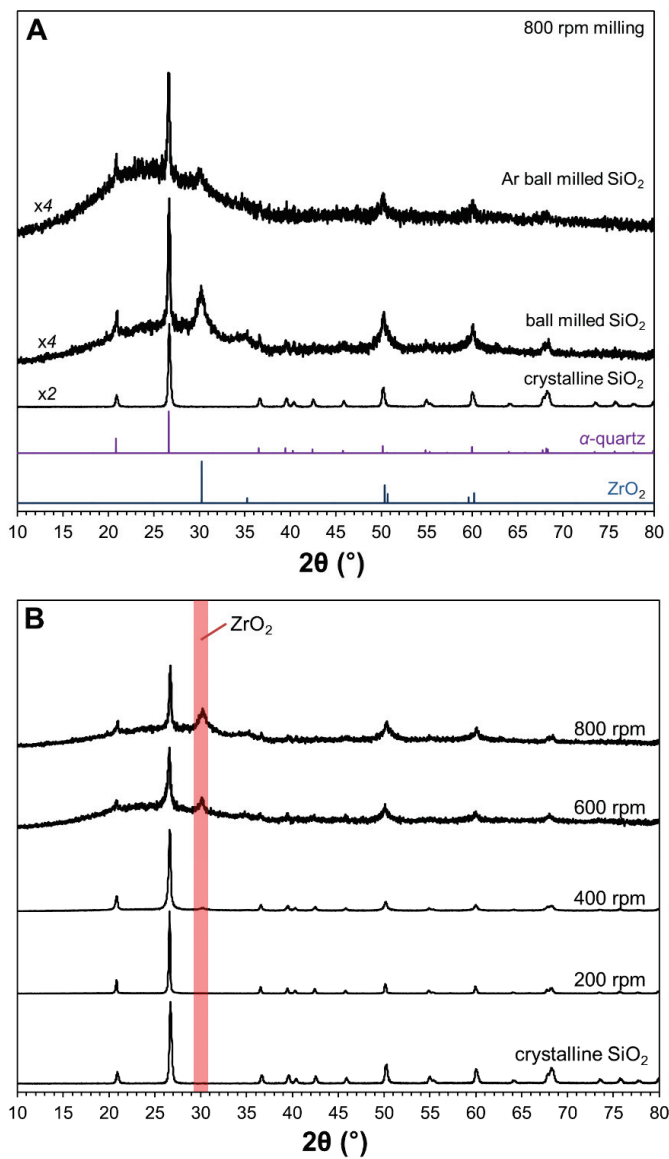 A
800 rpm milling
Ar ball milled SiO₂
x4
ball milled SiO₂
x4
crystalline SiO₂
x2
α-quartz
ZrO₂
10 15 20 25 30 35 40 45 50 55 60 65 70 75 80
2θ (°)
B
ZrO₂
800 rpm
600 rpm
400 rpm
200 rpm
crystalline SiO₂
10 15 20 25 30 35 40 45 50 55 60 65 70 75 80
2θ (°)